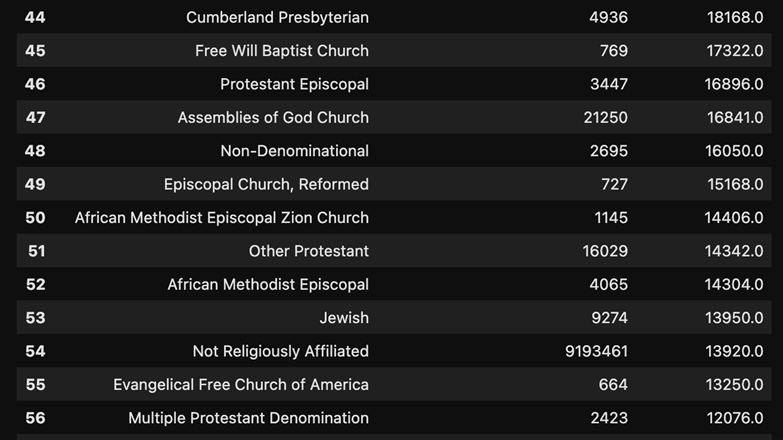 44 Cumberland Presbyterian 4936 18168.0
45 Free Will Baptist Church 769 17322.0
46 Protestant Episcopal 3447 16896.0
47 Assemblies of God Church 21250 16841.0
48 Non-Denominational 2695 16050.0
49 Episcopal Church, Reformed 727 15168.0
50 African Methodist Episcopal Zion Church 1145 14406.0
51 Other Protestant 16029 14342.0
52 African Methodist Episcopal 4065 14304.0
53 Jewish 9274 13950.0
54 Not Religiously Affiliated 9193461 13920.0
55 Evangelical Free Church of America 664 13250.0
56 Multiple Protestant Denomination 2423 12076.0